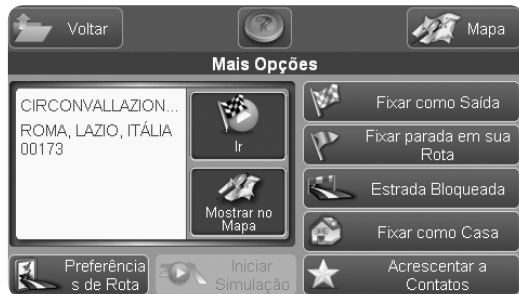 Voltar
Mapa
Mais Opções
CIRCONVALLAZION...
ROMA, LAZIO, ITÁLIA
00173
Ir
Mostrar no
Mapa
Fixar como Saída
Fixar parada em sua
Rota
Estrada Bloqueada
Fixar como Casa
Acrescentar a
Contatos
Preferência
s de Rota
Iniciar
Simulação